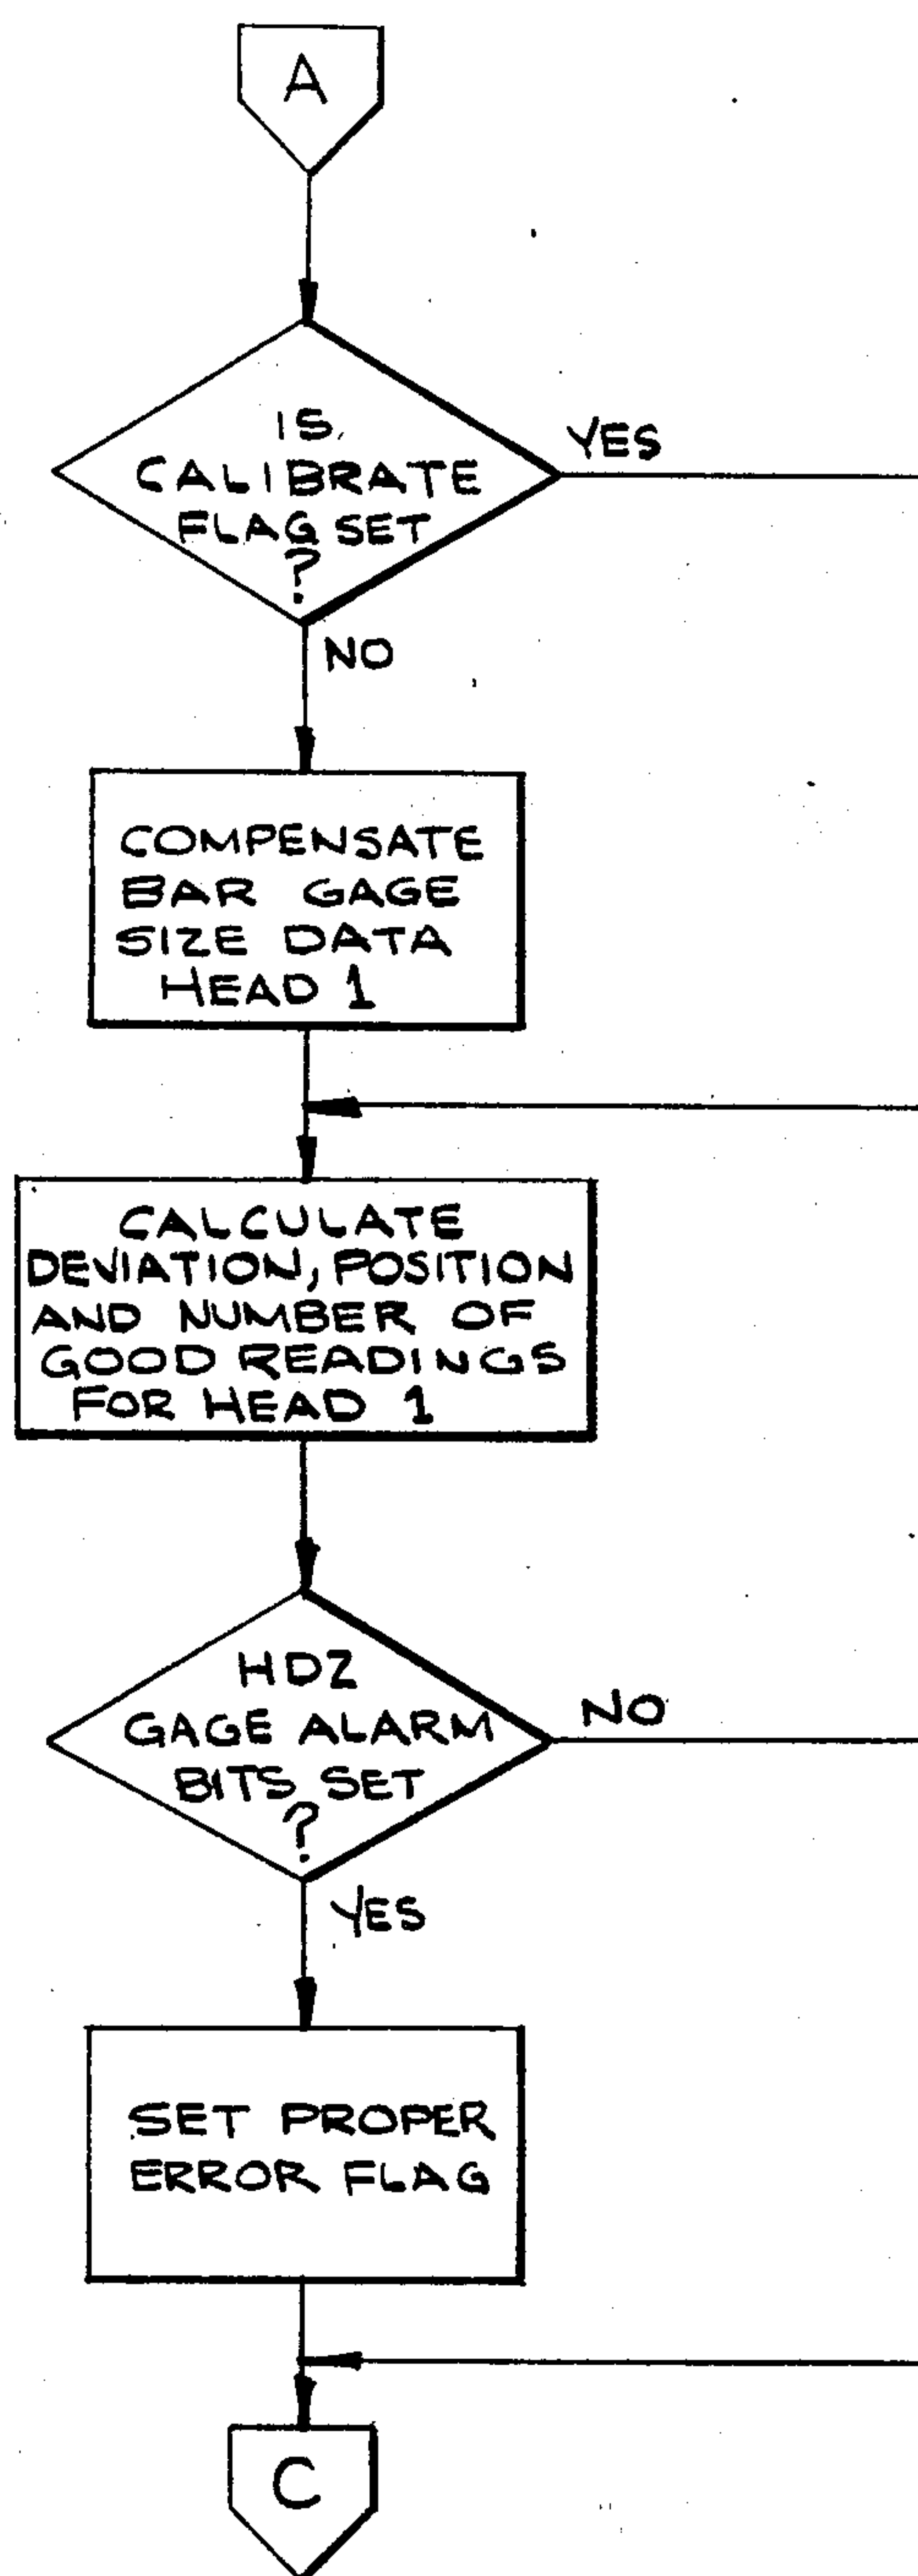 A
IS
CALIBRATE
FLAG SET
?
YES
NO
COMPENSATE
BAR GAGE
SIZE DATA
HEAD 1
CALCULATE
DEVIATION, POSITION
AND NUMBER OF
GOOD READINGS
FOR HEAD 1
HD2
GAGE ALARM
BITS SET
?
NO
YES
SET PROPER
ERROR FLAG
C